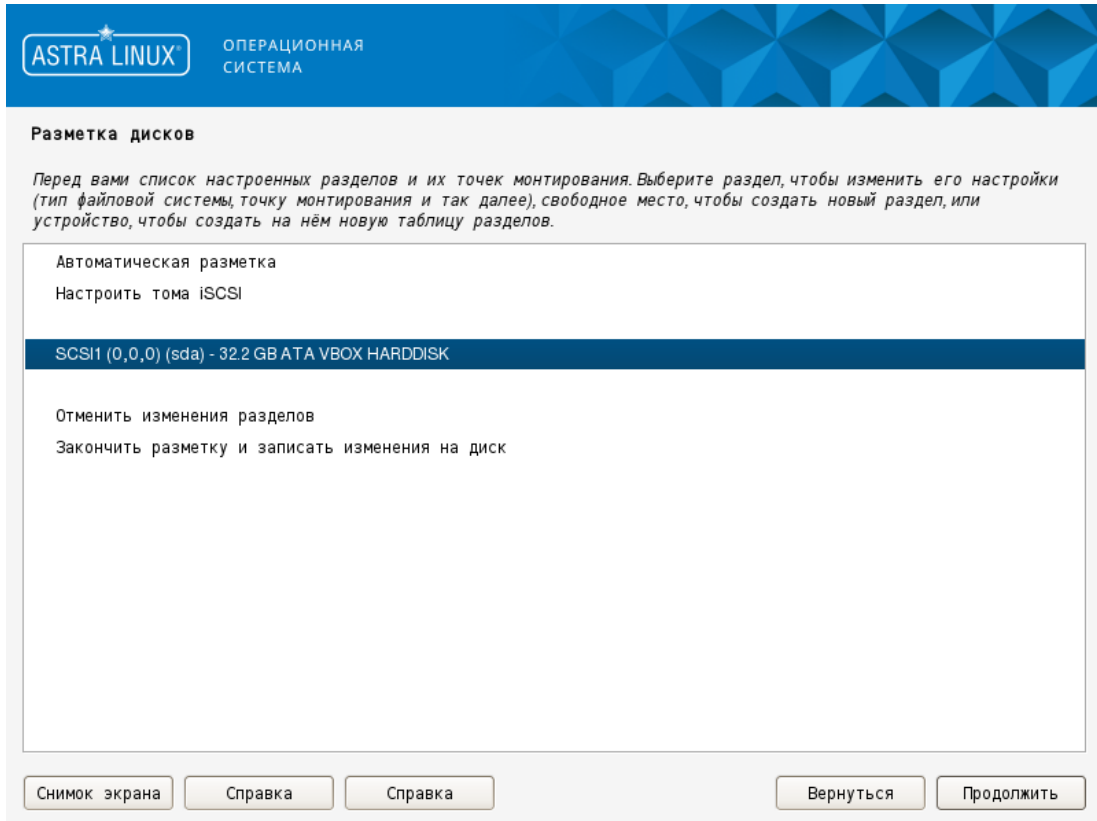 ASTRA LINUX®
ОПЕРАЦИОННАЯ
СИСТЕМА
Разметка дисков
Перед вами список настроенных разделов и их точек монтирования. Выберите раздел, чтобы изменить его настройки
(тип файловой системы, точку монтирования и так далее), свободное место, чтобы создать новый раздел, или
устройство, чтобы создать на нём новую таблицу разделов.
Автоматическая разметка
Настроить тома iSCSI
SCSI1 (0,0,0) (sda) - 32.2 GB ATA VBOX HARDDISK
Отменить изменения разделов
Закончить разметку и записать изменения на диск
Снимок экрана
Справка
Справка
Вернуться
Продолжить